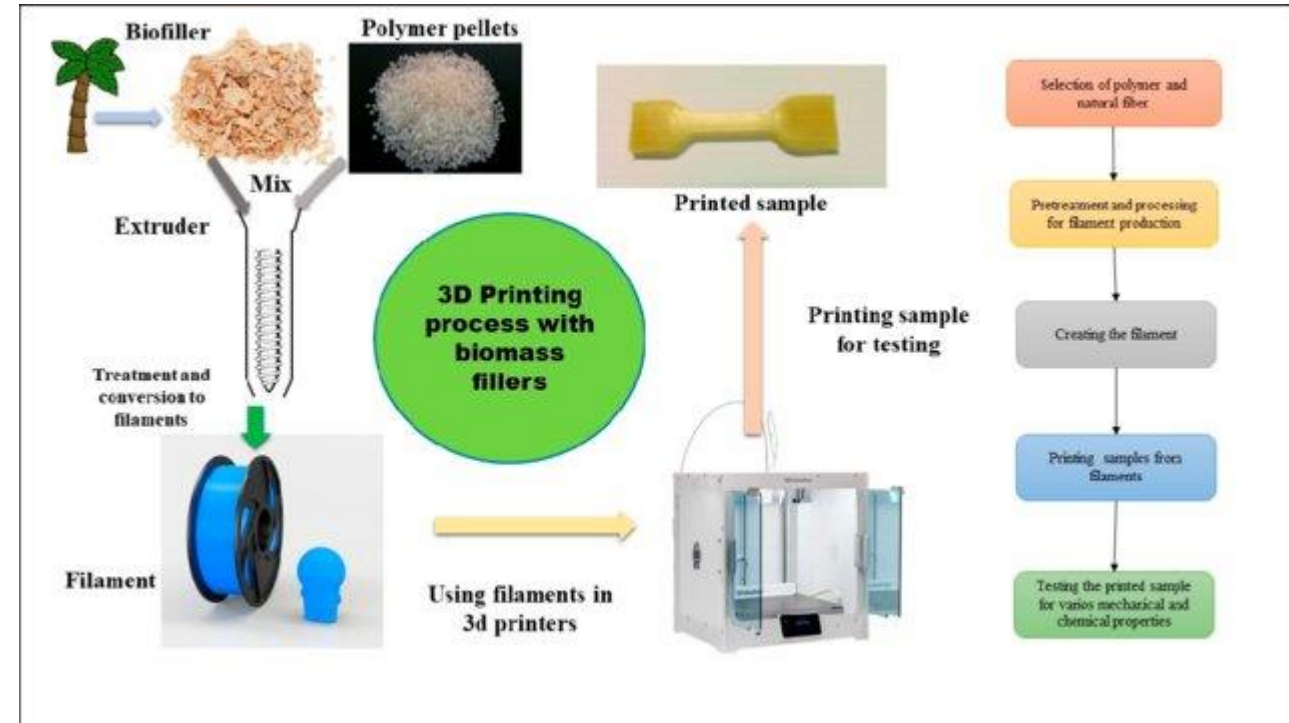 Biofiller
Polymer pellets
Mix
Extruder
Treatment and
conversion to
filaments
Filament
3D Printing
process with
biomass
fillers
Using filaments in
3d printers
Printed sample
Printing sample
for testing
Selection of polymer and
natural fiber
Pretreatment and processing
for filament production
Creating the filament
Printing samples from
filaments
Testing the printed sample
for varios mecharical and
chemical properties